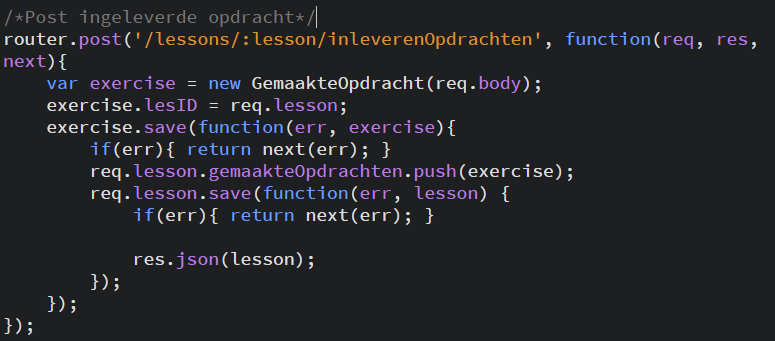 /*Post ingeleverde opdracht*/
router.post('/lessons/:lesson/inleverenOpdrachten', function(req, res,
next){
    var exercise = new GemaakteOpdracht(req.body);
    exercise.lesID = req.lesson;
    exercise.save(function(err, exercise){
        if(err){ return next(err); }
        req.lesson.gemaakteOpdrachten.push(exercise);
        req.lesson.save(function(err, lesson) {
            if(err){ return next(err); }

            res.json(lesson);
        });
    });
});